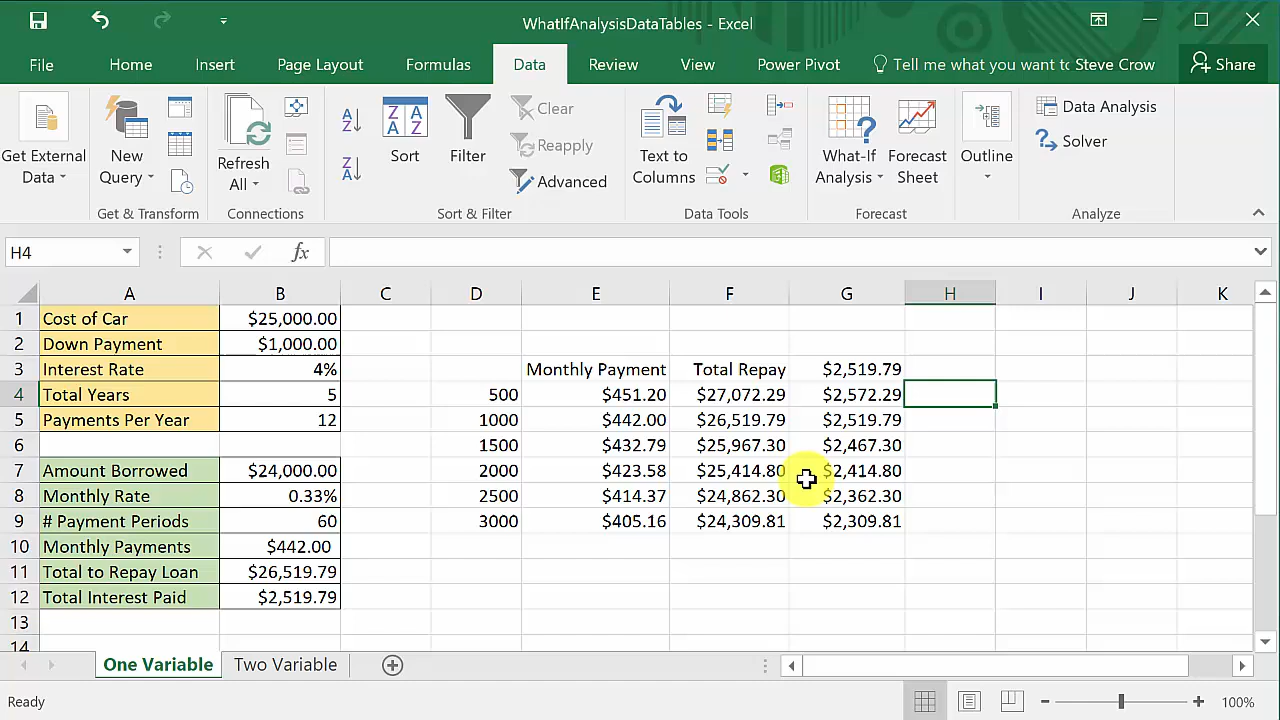 WhatIfAnalysisDataTables - Excel
File Home Insert Page Layout Formulas Data Review View Power Pivot Tell me what you want to Steve Crow Share
Get External Data
New Query
Refresh All
Sort
Filter
Clear
Reapply
Advanced
Text to Columns
What-If Analysis
Forecast Sheet
Outline
Data Analysis
Solver
Get & Transform Connections Sort & Filter Data Tools Forecast Analyze
H4 fx
A B C D E F G H I J K
1 Cost of Car $25,000.00
2 Down Payment $1,000.00
3 Interest Rate 4% Monthly Payment Total Repay $2,519.79
4 Total Years 5 500 $451.20 $27,072.29 $2,572.29
5 Payments Per Year 12 1000 $442.00 $26,519.79 $2,519.79
6 1500 $432.79 $25,967.30 $2,467.30
7 Amount Borrowed $24,000.00 2000 $423.58 $25,414.80 $2,414.80
8 Monthly Rate 0.33% 2500 $414.37 $24,862.30 $2,362.30
9 # Payment Periods 60 3000 $405.16 $24,309.81 $2,309.81
10 Monthly Payments $442.00
11 Total to Repay Loan $26,519.79
12 Total Interest Paid $2,519.79
13
14
One Variable Two Variable
Ready 100%